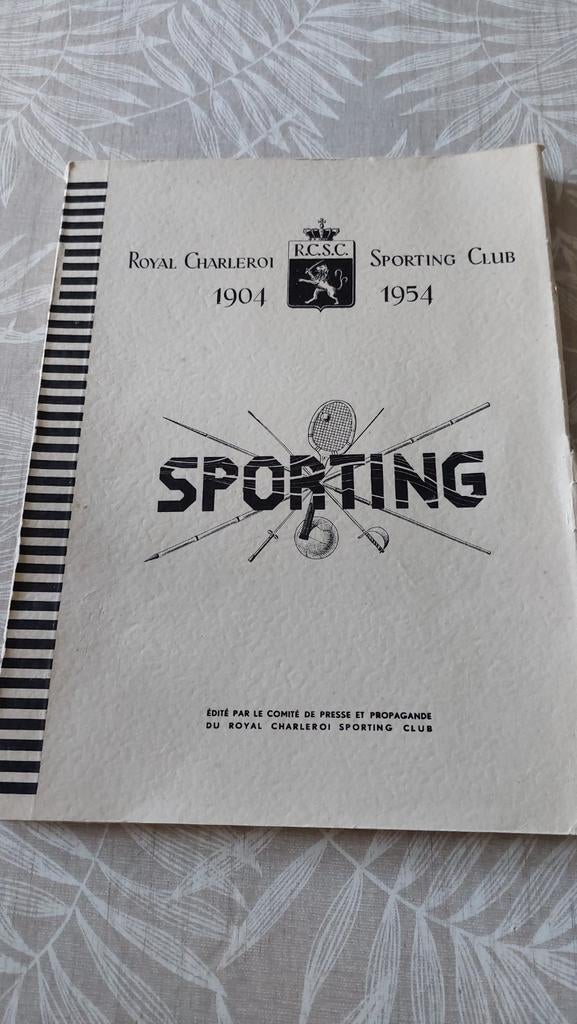 R.C.S.C.
ROYAL CHARLEROI SPORTING CLUB
1904 1954
SPORTING
ÉDITÉ PAR LE COMITÉ DE PRESSE ET PROPAGANDE
DU ROYAL CHARLEROI SPORTING CLUB